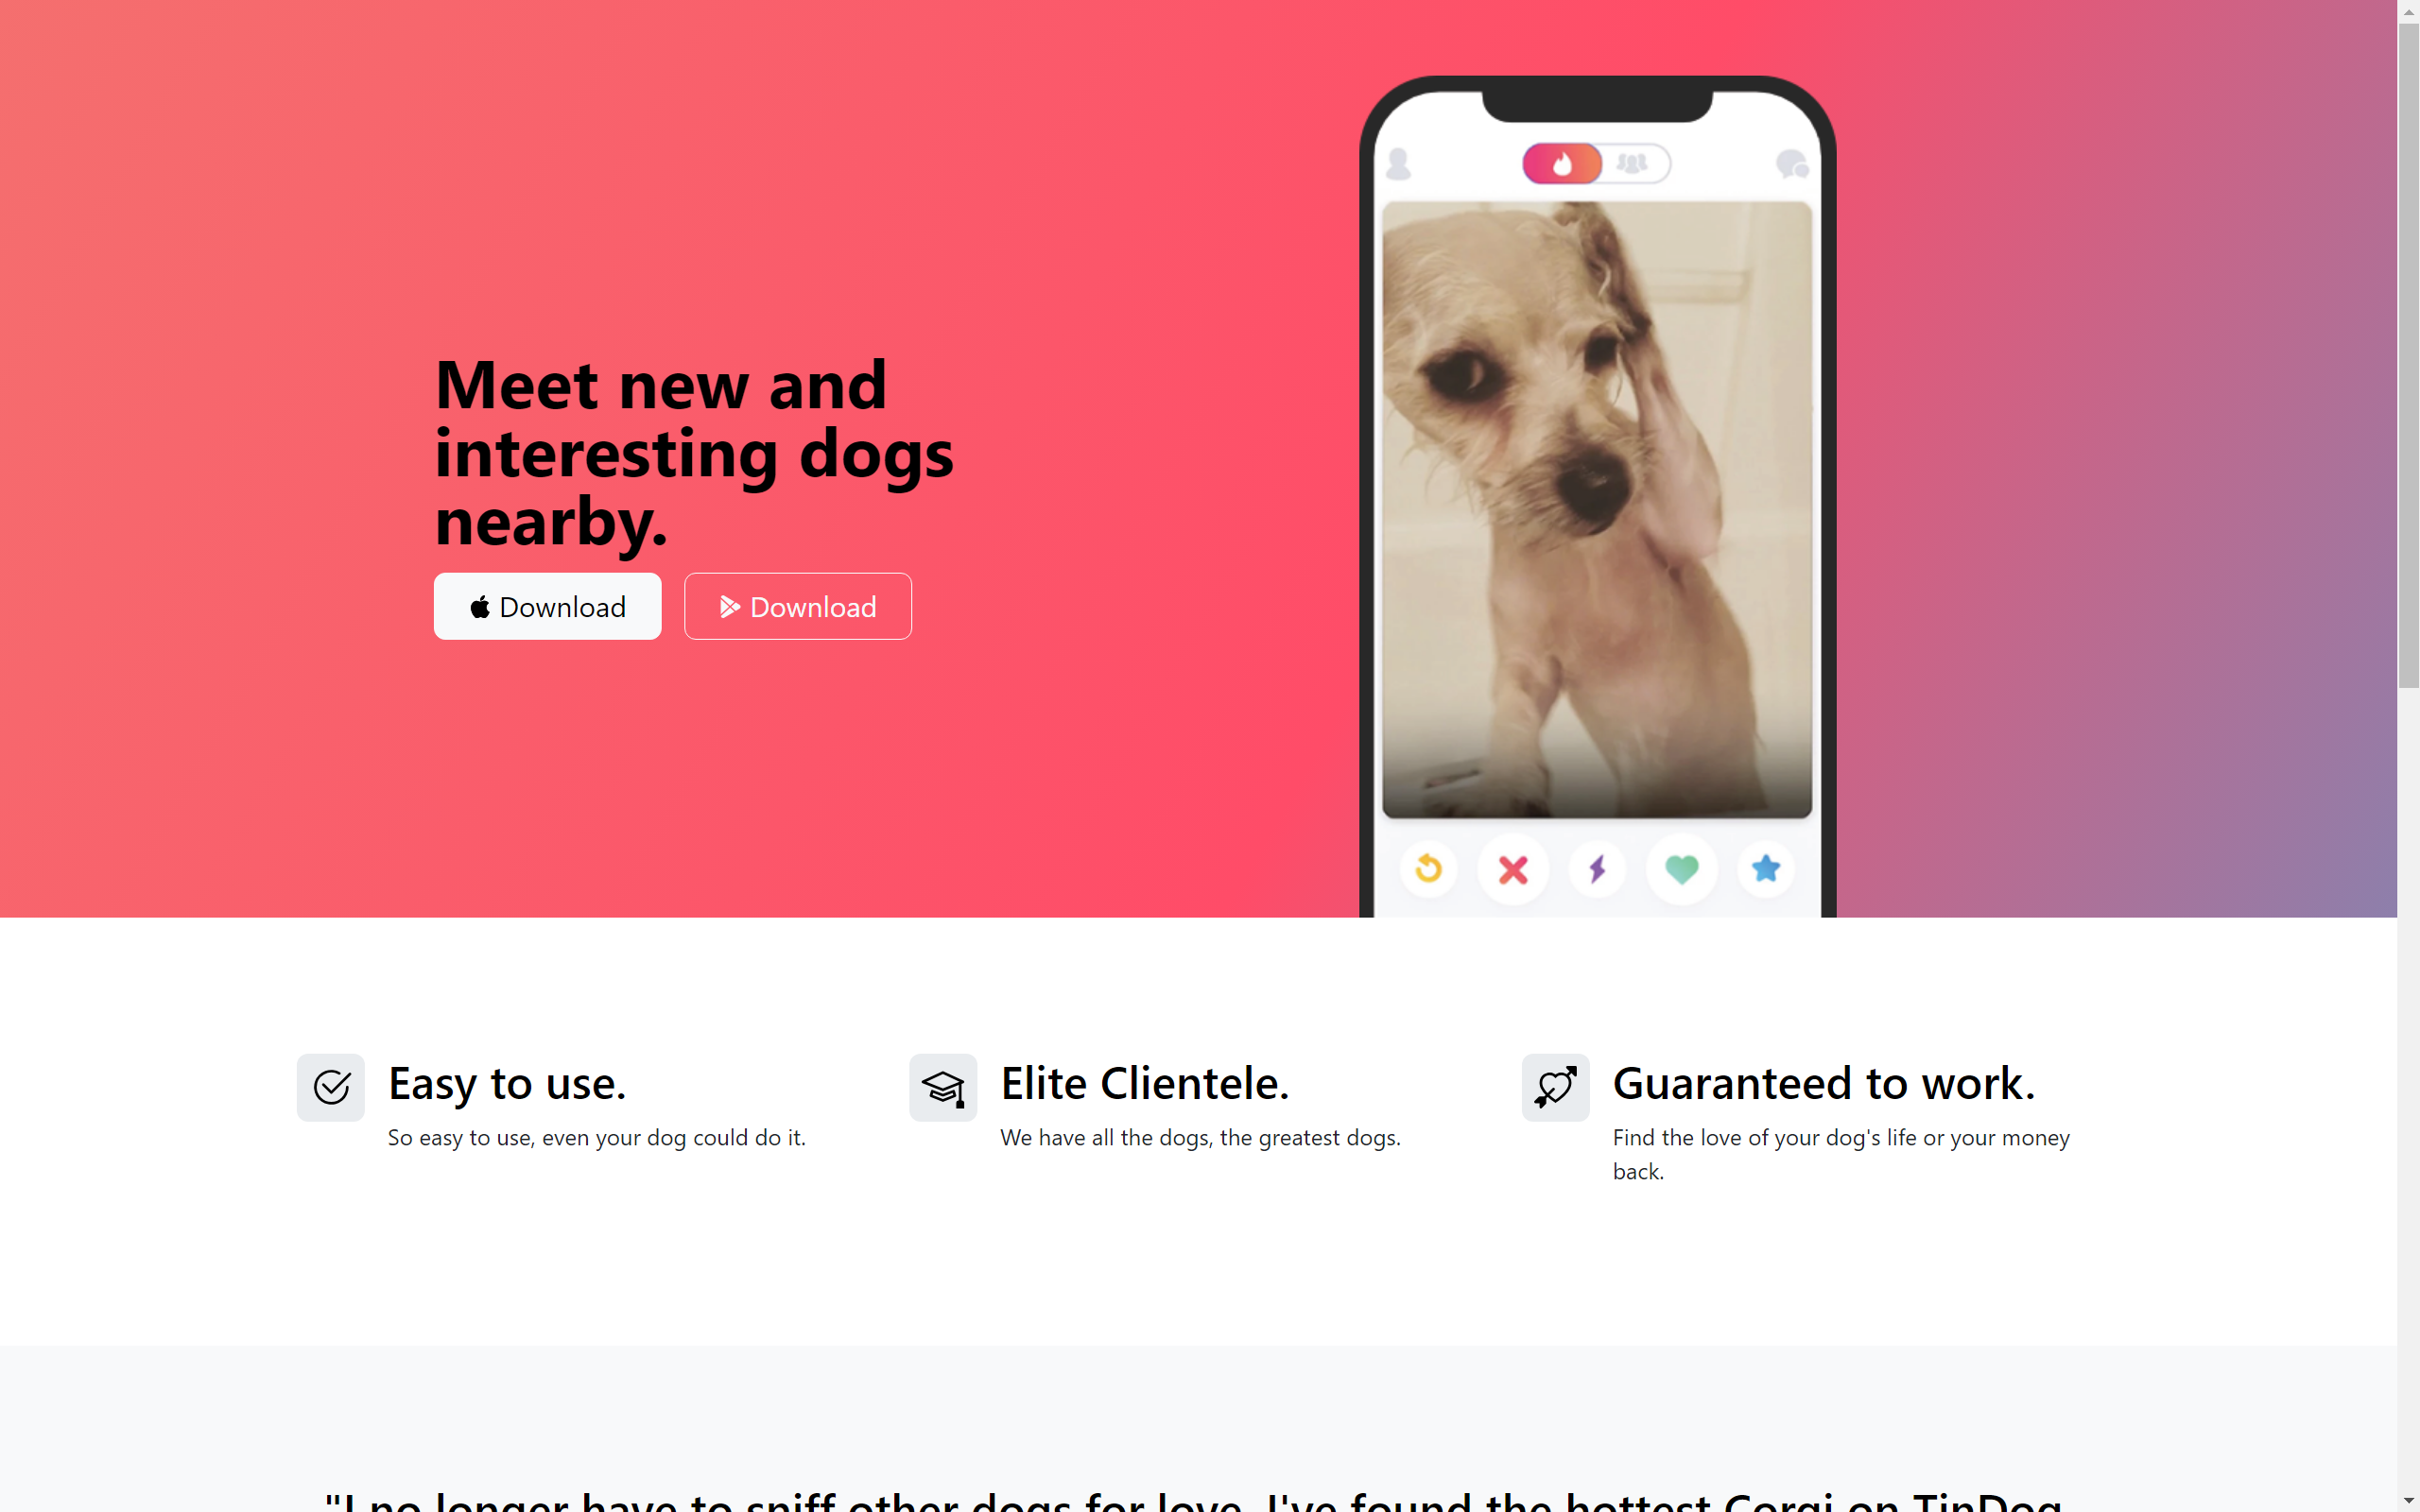 Meet new and
interesting dogs
nearby.
Download
Download
Easy to use.
So easy to use, even your dog could do it.
Elite Clientele.
We have all the dogs, the greatest dogs.
Guaranteed to work.
Find the love of your dog's life or your money
back.
"I no longer have to sniff other dogs for love. I've found the hottest Corgi on TinDog.